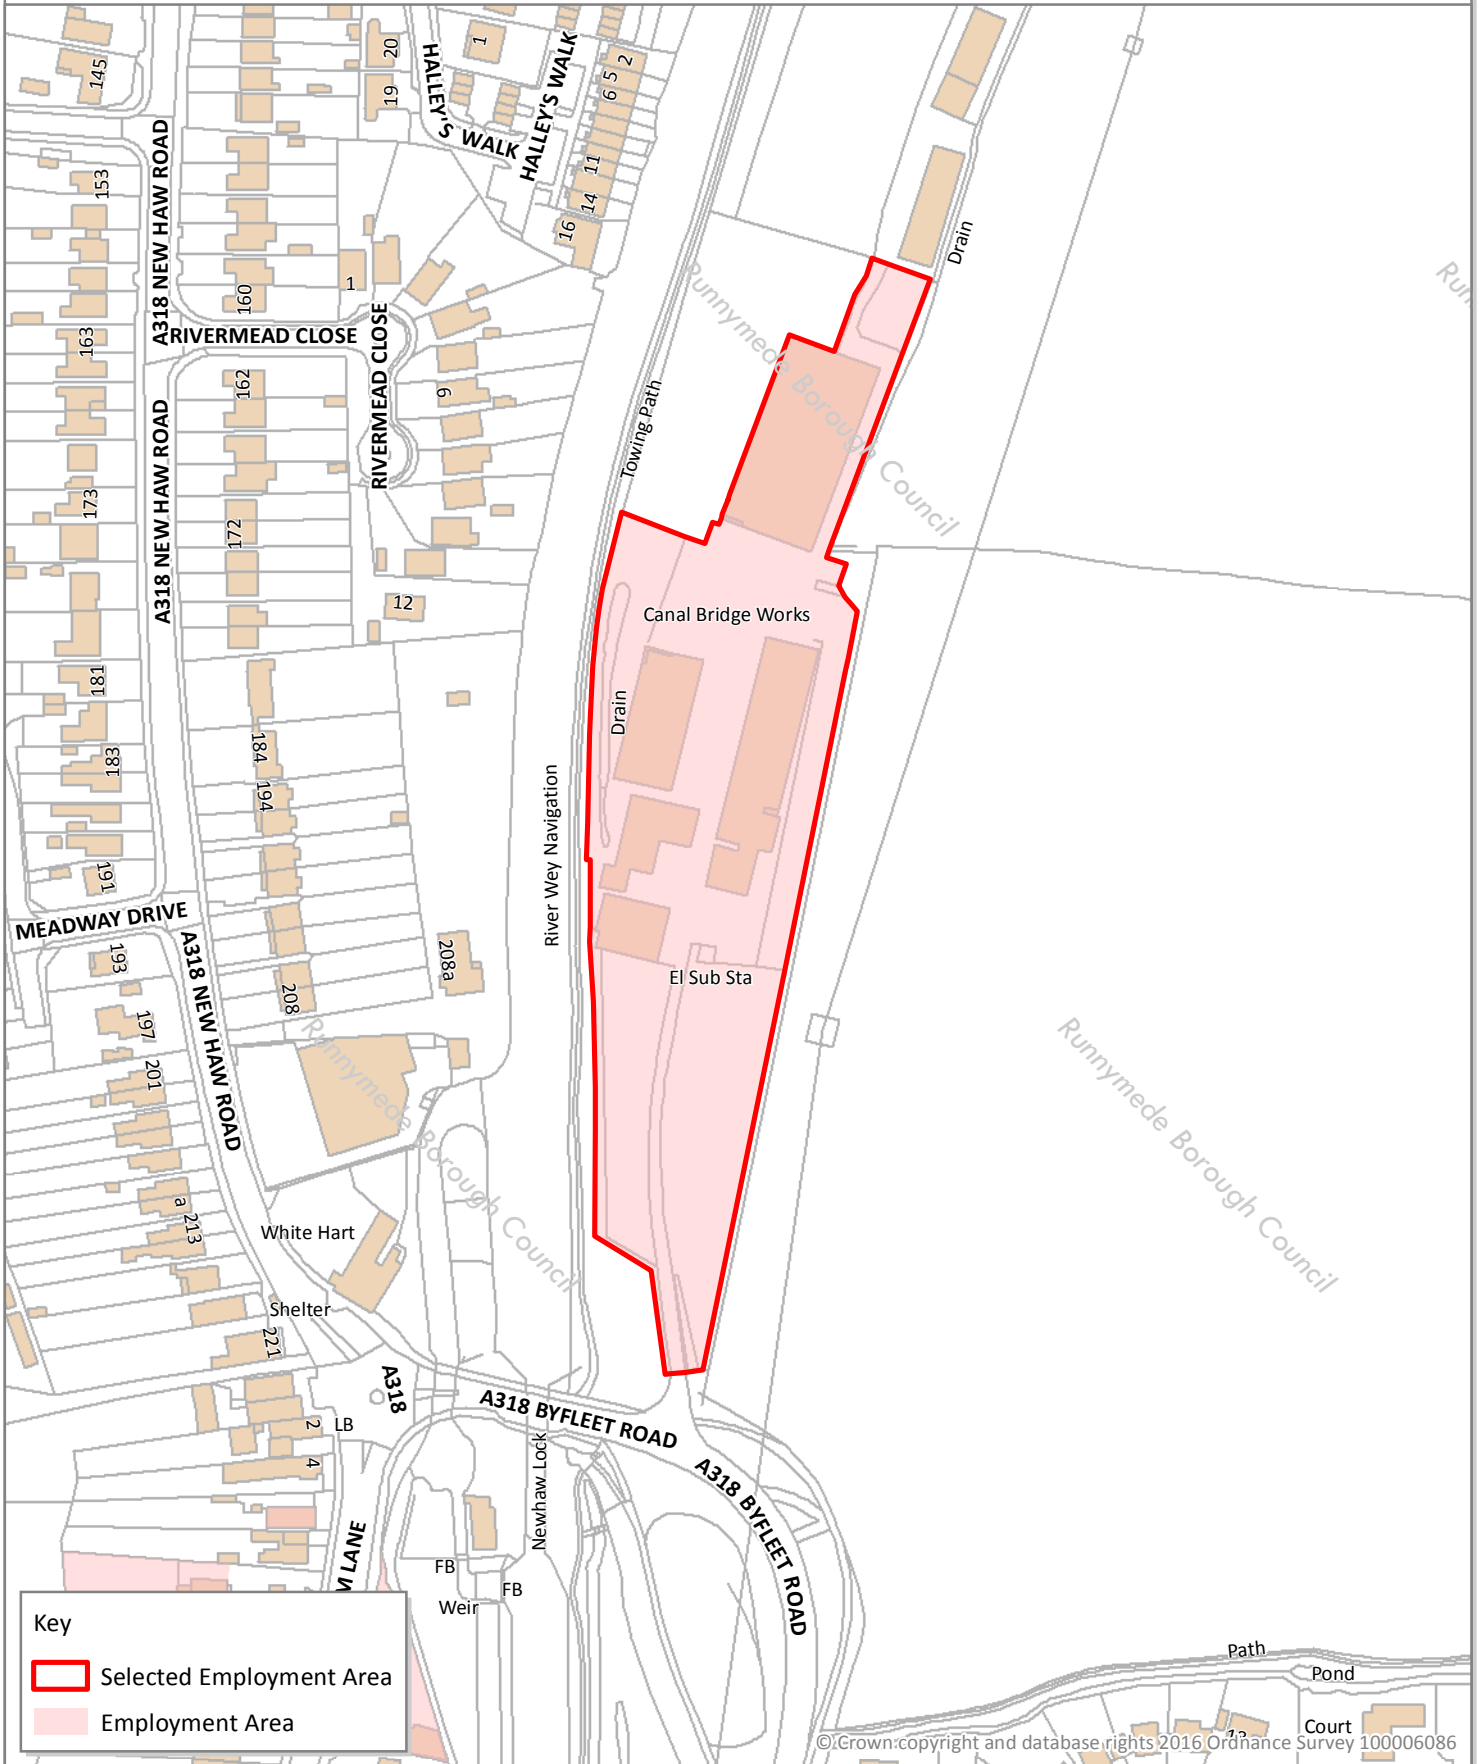 145
20
19
1
HALLEY'S WALK
HALLEY'S WALK
2
5
6
11
14
16
A318 NEW HAW ROAD
153
160
1
163
RIVERMEAD CLOSE
RIVERMEAD CLOSE
162
9
173
172
A318 NEW HAW ROAD
12
181
183
184
194
191
MEADWAY DRIVE
193
197
201
208
208a
A318 NEW HAW ROAD
a
213
221
White Hart
Shelter
A318
2
LB
4
M LANE
Drain
Towing Path
Canal Bridge Works
Drain
River Wey Navigation
El Sub Sta
A318 BYFLEET ROAD
A318 BYFLEET ROAD
Newhaw Lock
FB
FB
Weir
Path
Pond
Court
Runnymede Borough Council
Runnymede Borough Council
Runnymede Borough Council
Run
Key
Selected Employment Area
Employment Area
© Crown copyright and database rights 2016 Ordnance Survey 100006086